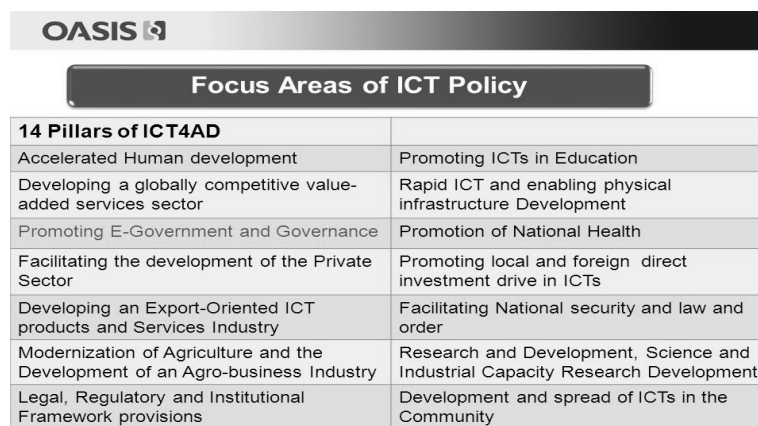 OASIS
Focus Areas of ICT Policy
14 Pillars of ICT4AD
Accelerated Human development
Promoting ICTs in Education
Developing a globally competitive value-
added services sector
Rapid ICT and enabling physical
infrastructure Development
Promoting E-Government and Governance
Promotion of National Health
Facilitating the development of the Private
Sector
Promoting local and foreign direct
investment drive in ICTs
Developing an Export-Oriented ICT
products and Services Industry
Facilitating National security and law and
order
Modernization of Agriculture and the
Development of an Agro-business Industry
Research and Development, Science and
Industrial Capacity Research Development
Legal, Regulatory and Institutional
Framework provisions
Development and spread of ICTs in the
Community